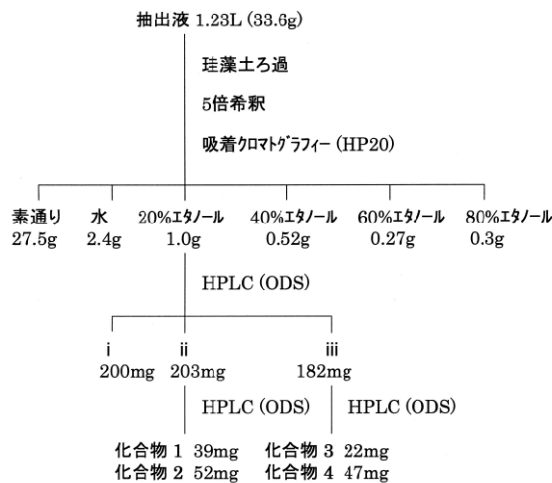 抽出液 1.23L (33.6g)
珪藻土ろ過
5倍希釈
吸着クロマトグラフィー (HP20)
素通り 水 20%エタノール 40%エタノール 60%エタノール 80%エタノール
27.5g 2.4g 1.0g 0.52g 0.27g 0.3g
HPLC (ODS)
i ii iii
200mg 203mg 182mg
HPLC (ODS) HPLC (ODS)
化合物 1 39mg 化合物 3 22mg
化合物 2 52mg 化合物 4 47mg